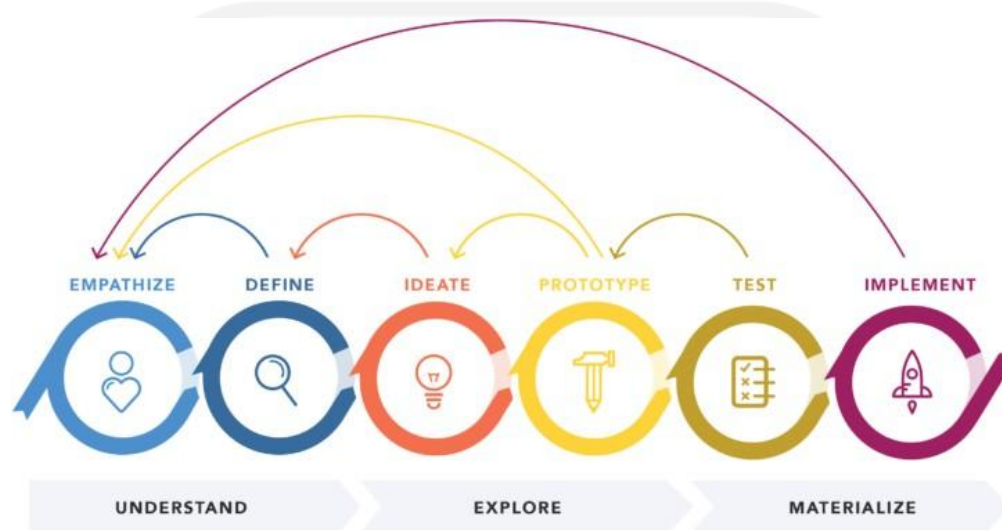 EMPATHIZE
DEFINE
IDEATE
PROTOTYPE
TEST
IMPLEMENT
UNDERSTAND
EXPLORE
MATERIALIZE